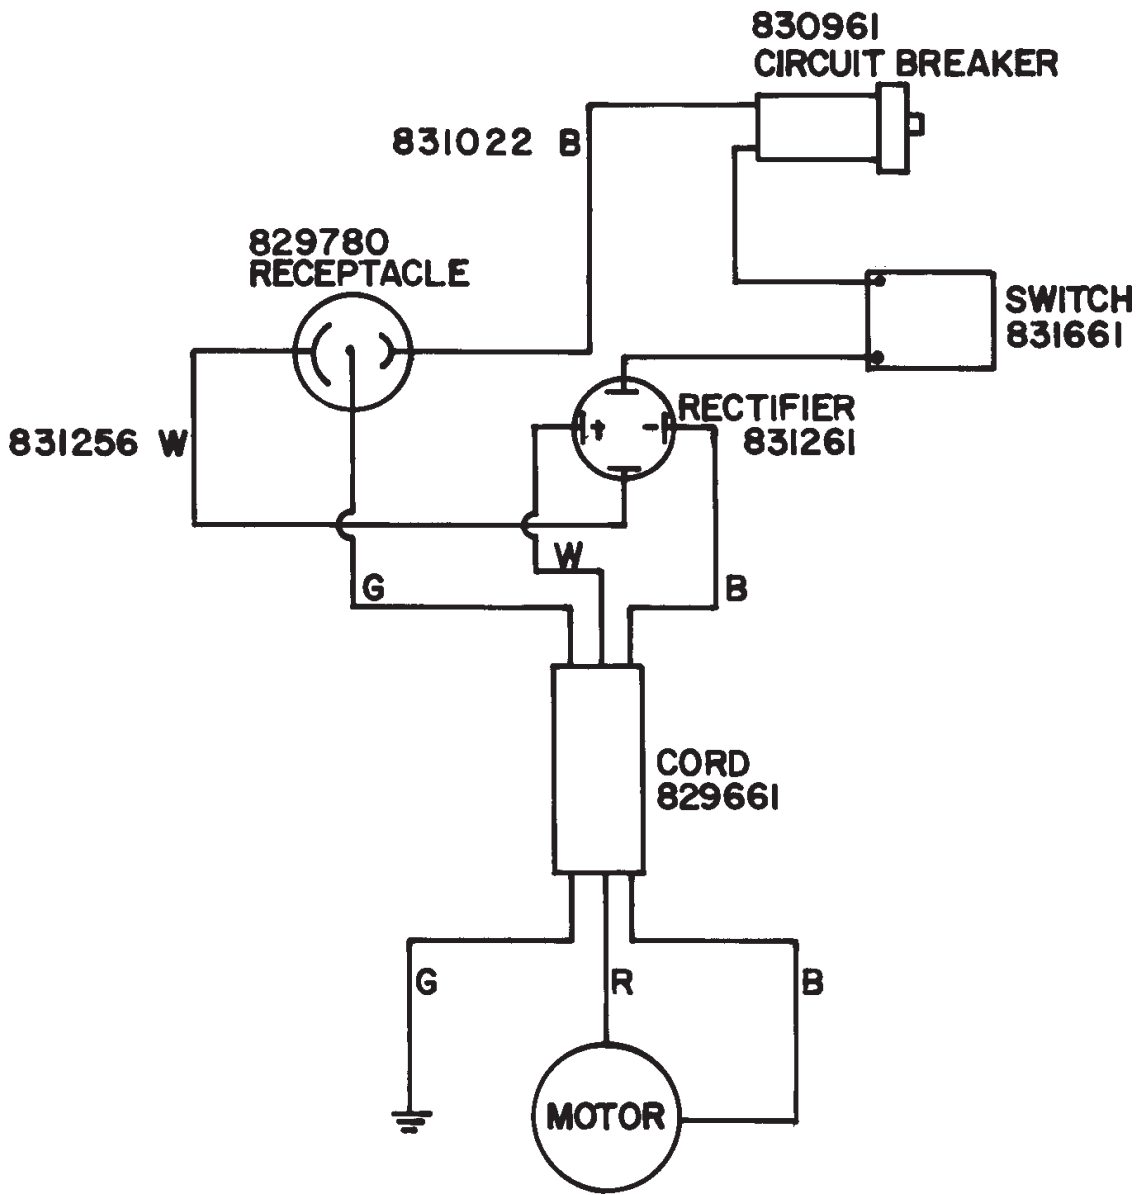 830961
CIRCUIT BREAKER
831022 B
829780
RECEPTACLE
SWITCH
831661
RECTIFIER
831261
+ -
831256 W
W
G
B
CORD
829661
G
R
B
MOTOR